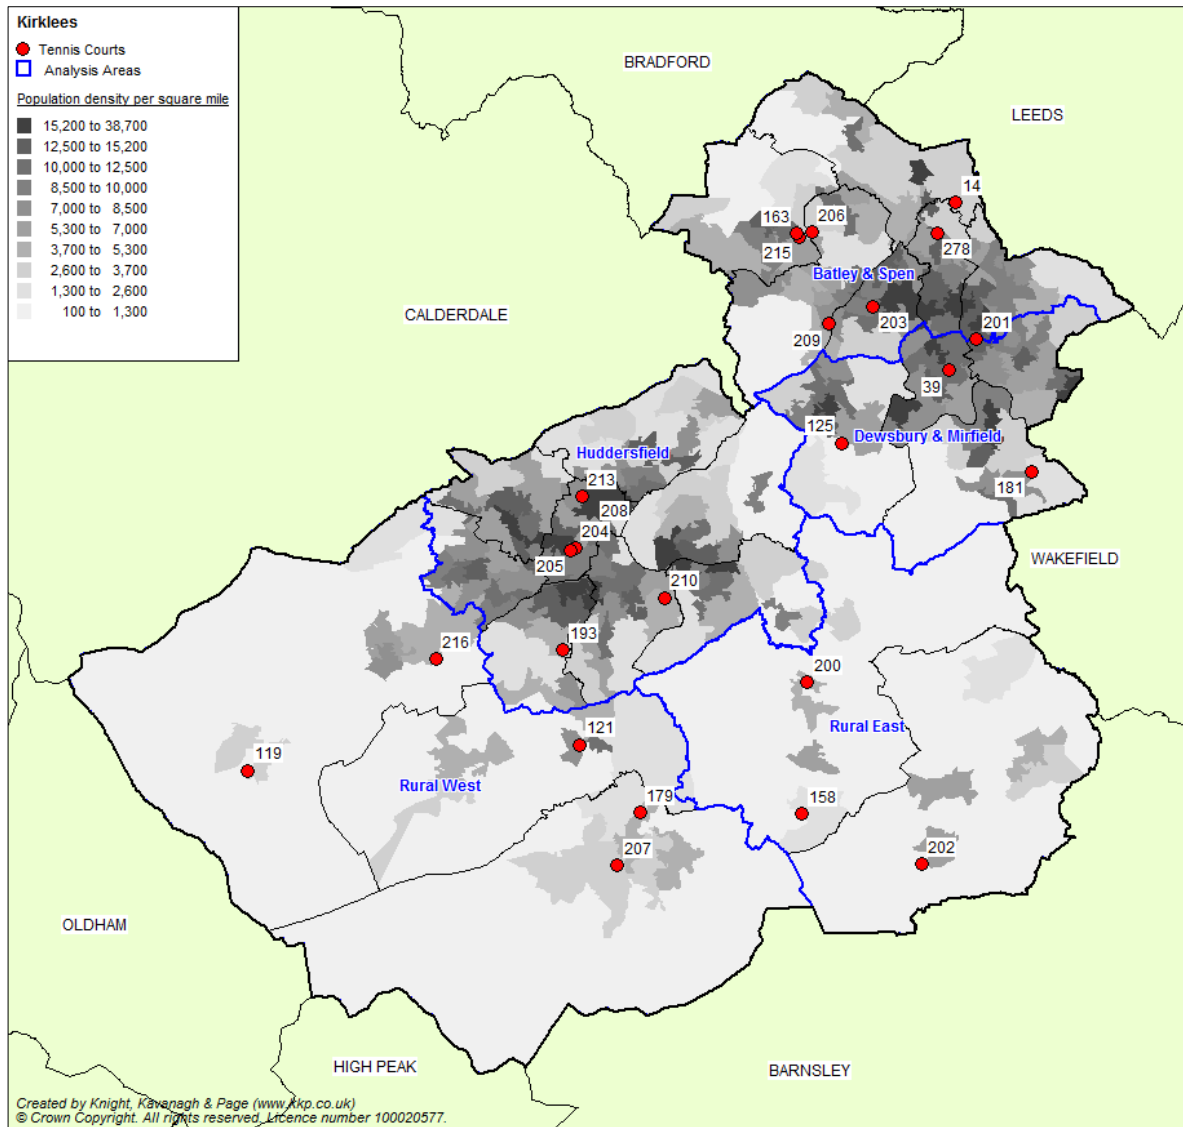 Kirklees
Tennis Courts
Analysis Areas
Population density per square mile
15,200 to 38,700
12,500 to 15,200
10,000 to 12,500
8,500 to 10,000
7,000 to 8,500
5,300 to 7,000
3,700 to 5,300
2,600 to 3,700
1,300 to 2,600
100 to 1,300
BRADFORD
LEEDS
14
163
206
215
278
Batley & Spen
CALDERDALE
203
209
201
39
125
Dewsbury & Mirfield
Huddersfield
181
213
208
204
205
WAKEFIELD
210
193
216
200
121
Rural East
119
Rural West
179
158
207
202
OLDHAM
HIGH PEAK
BARNSLEY
Created by Knight, Kavanagh & Page (www.kkp.co.uk)
© Crown Copyright. All rights reserved. Licence number 100020577.